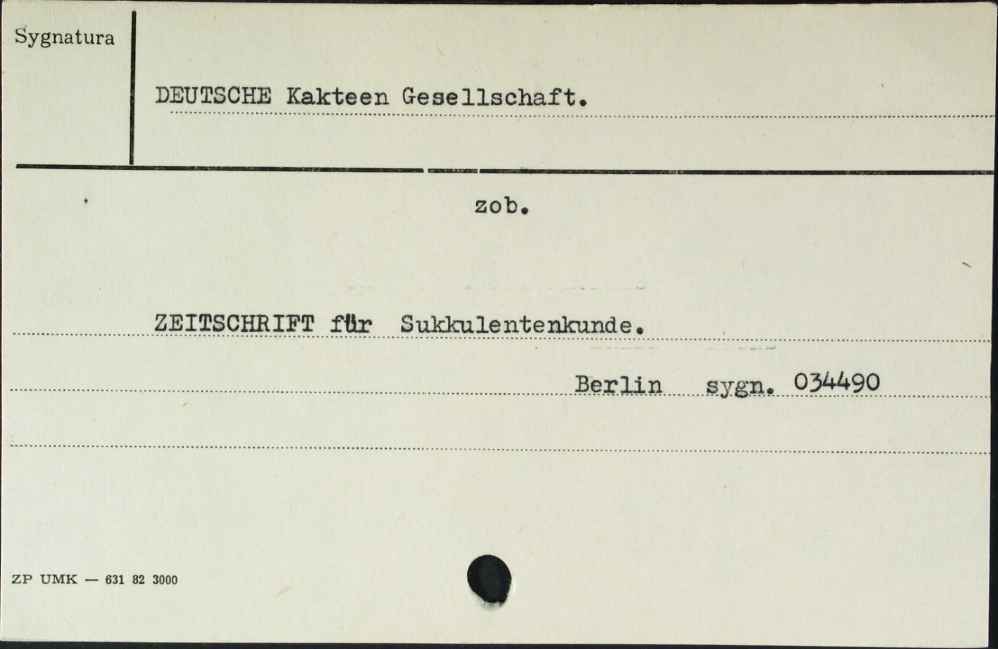 Sygnatura
DEUTSCHE Kakteen Gesellschaft.
zob.
ZEITSCHRIFT für Sukkulentenkunde.
Berlin sygn. 034490
ZP UMK — 631 82 3000